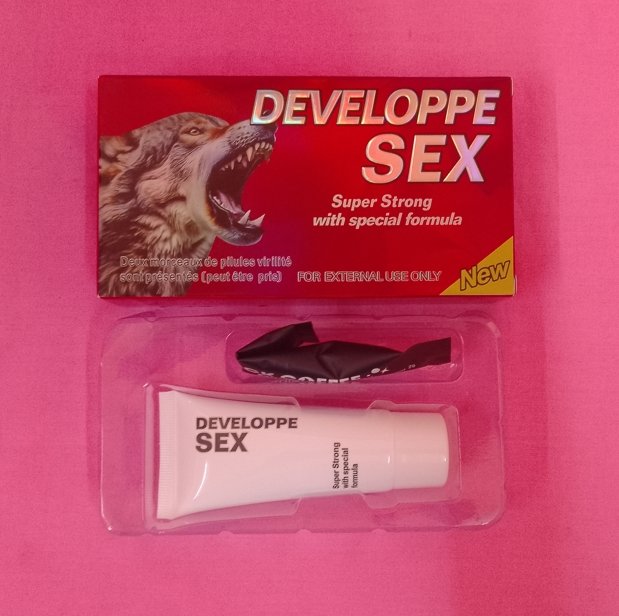 DEVELOPPE
SEX
Super Strong
with special formula
Deux morceaux de pilules virilité
sont présentés (peut être pris)
FOR EXTERNAL USE ONLY
New
COFFEE
DEVELOPPE
SEX
Super Strong
with special
formula